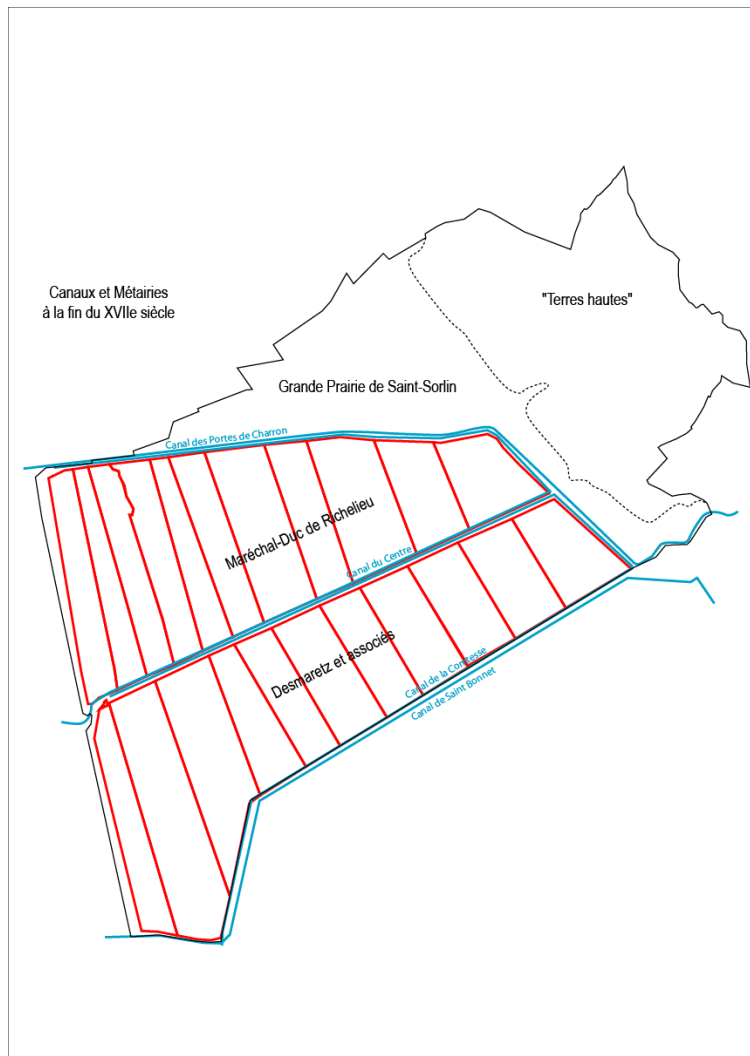 "Terres hautes"
Canaux et Métairies
à la fin du XVIIe siècle
Grande Prairie de Saint-Sorlin
Canal des Portes de Charron
Maréchal-Duc de Richelieu
Canal du Centre
Desmaretz et associés
Canal de la Comtesse
Canal de Saint Bonnet